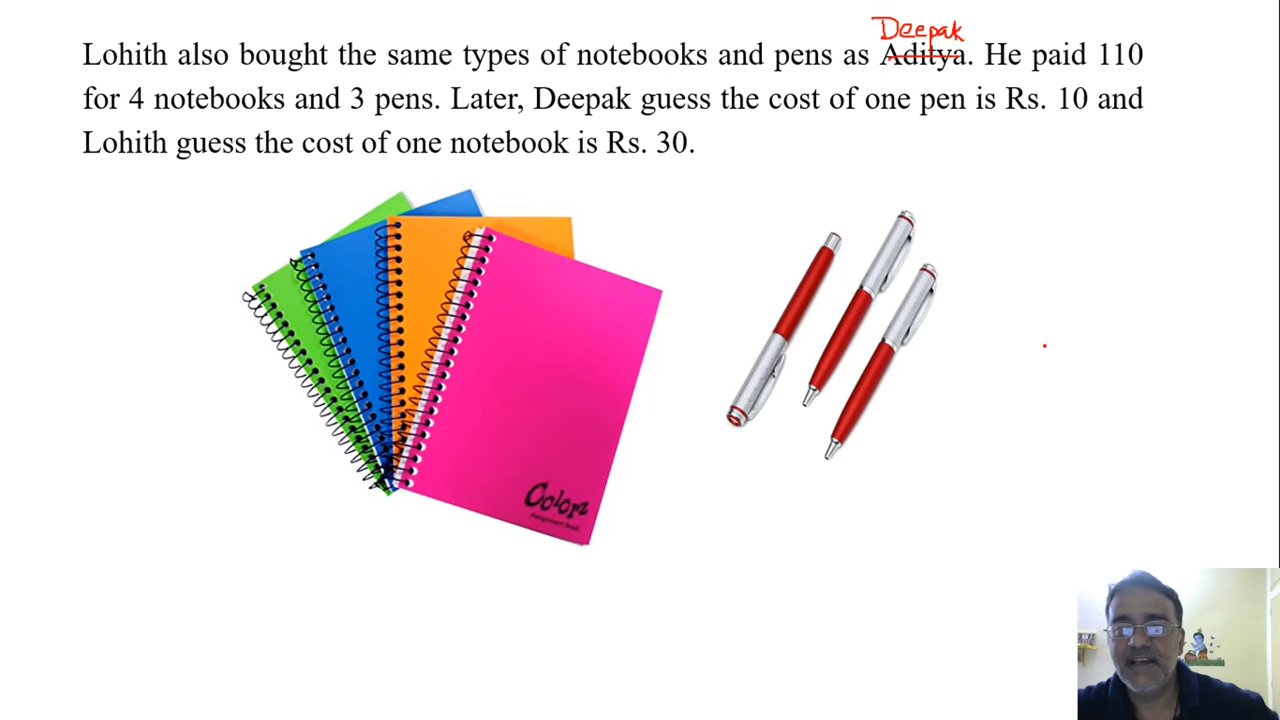 Deepak
Lohith also bought the same types of notebooks and pens as Aditya. He paid 110
for 4 notebooks and 3 pens. Later, Deepak guess the cost of one pen is Rs. 10 and
Lohith guess the cost of one notebook is Rs. 30.
Colorz
Assignment Book